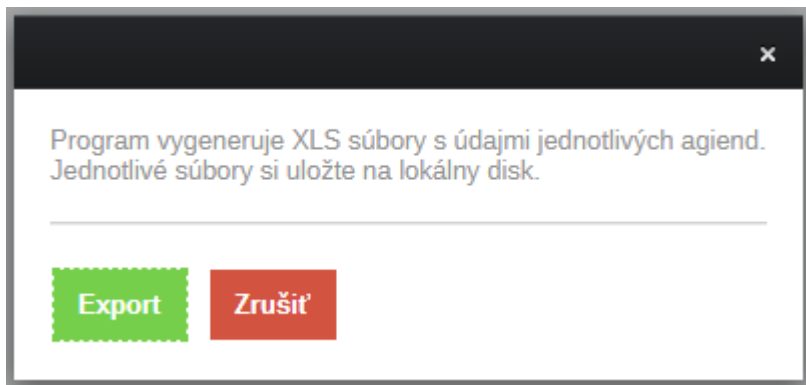 ×
Program vygeneruje XLS súbory s údajmi jednotlivých agiend.
Jednotlivé súbory si uložte na lokálny disk.
Export Zrušiť